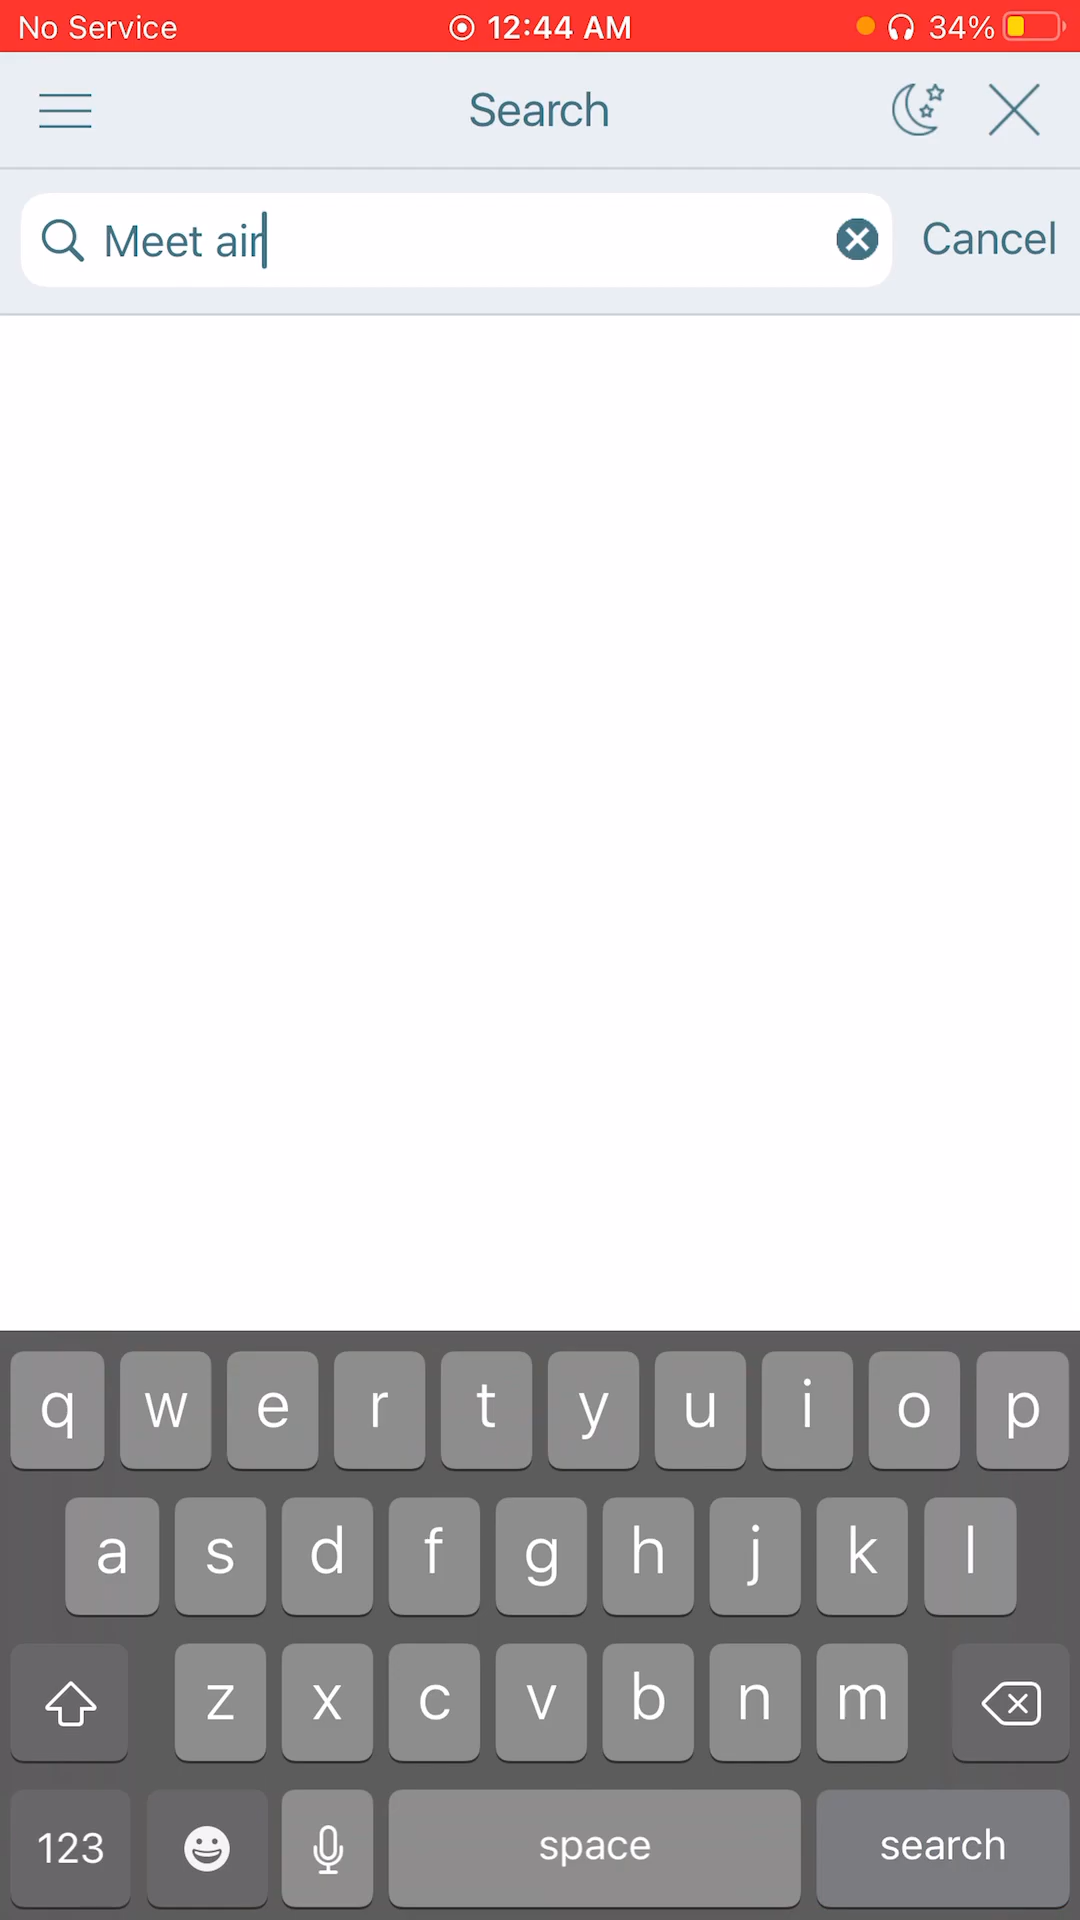 No Service 12:44 AM 34%
Search
Meet air Cancel
q w e r t y u i o p
a s d f g h j k l
z x c v b n m
123 space search